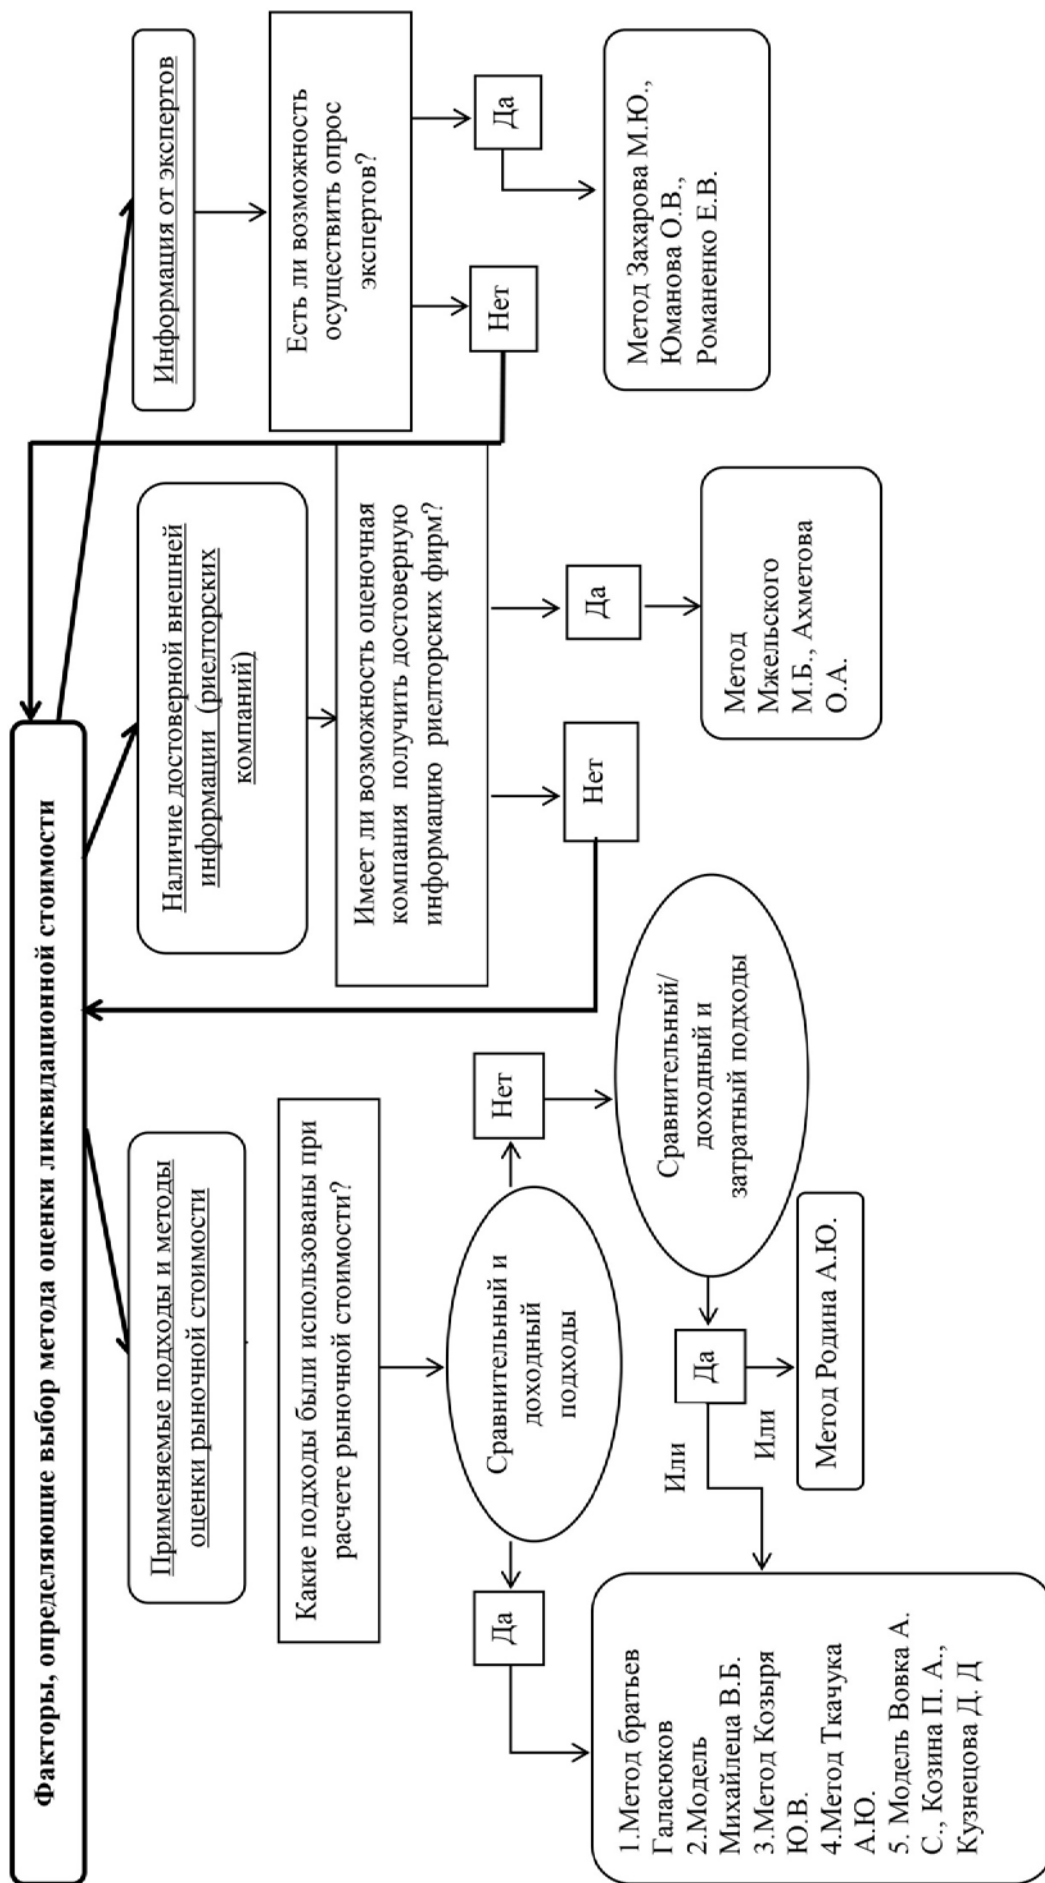 Факторы, определяющие выбор метода оценки ликвидационной стоимости
Применяемые подходы и методы
оценки рыночной стоимости
Какие подходы были использованы при
расчете рыночной стоимости?
Сравнительный и
доходный
подходы
Да
Нет
1.Метод братьев
Галасюков
2.Модель
Михайлеца В.Б.
3.Метод Козыря
Ю.В.
4.Метод Ткачука
А.Ю.
5. Модель Вовка А.
С., Козина П. А.,
Кузнецова Д. Д
Сравнительный/
доходный и
затратный подходы
Да
Или
Или
Метод Родина А.Ю.
Наличие достоверной внешней
информации (риелторских
компаний)
Имеет ли возможность оценочная
компания получить достоверную
информацию риелторских фирм?
Нет
Да
Метод
Мжельского
М.Б., Ахметова
О.А.
Информация от экспертов
Есть ли возможность
осуществить опрос
экспертов?
Нет
Да
Метод Захарова М.Ю.,
Юманова О.В.,
Романенко Е.В.